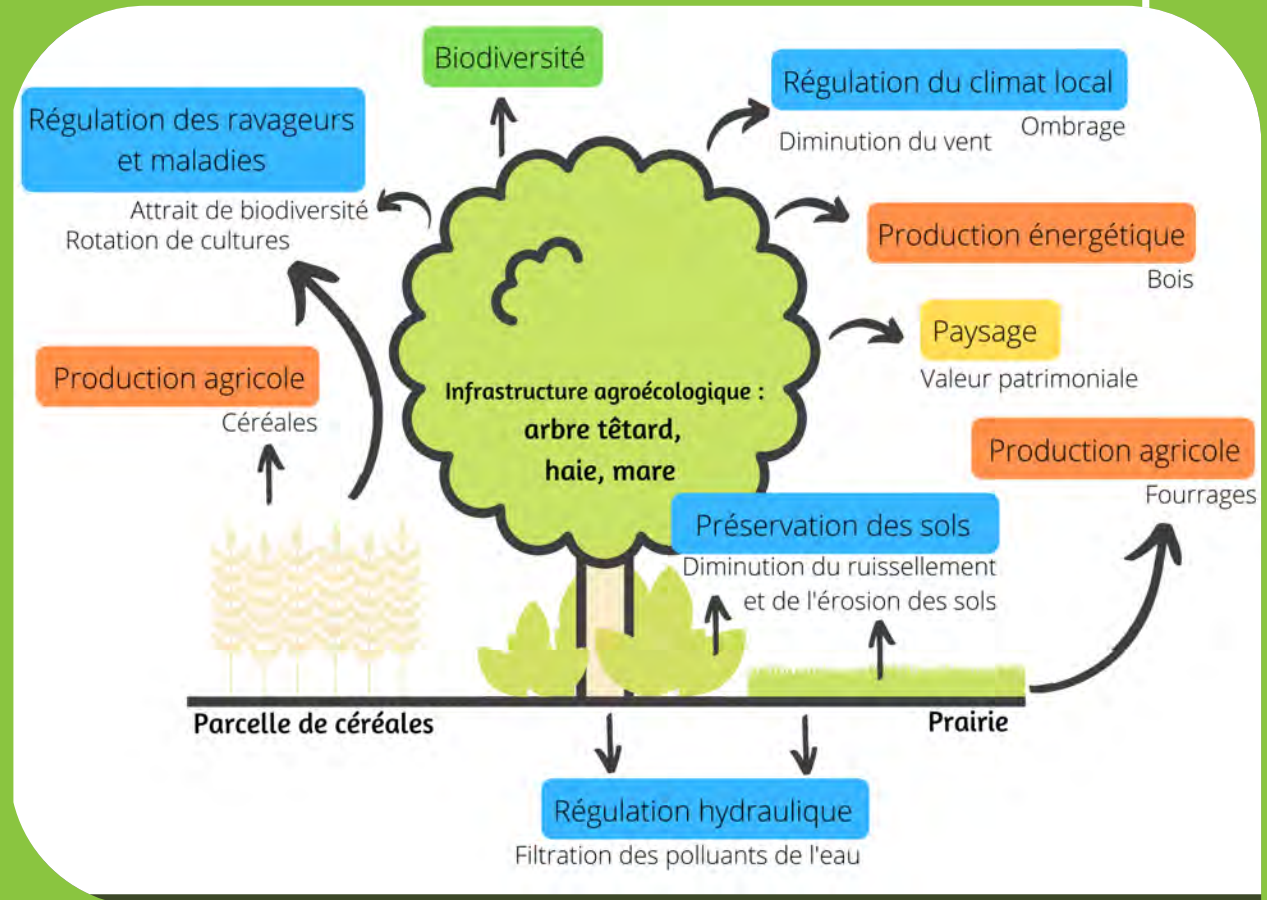 Biodiversité
Régulation du climat local
Ombrage
Diminution du vent
Régulation des ravageurs
et maladies
Attrait de biodiversité
Rotation de cultures
Production énergétique
Bois
Paysage
Valeur patrimoniale
Production agricole
Céréales
Infrastructure agroécologique :
arbre têtard,
haie, mare
Production agricole
Fourrages
Préservation des sols
Diminution du ruissellement
et de l'érosion des sols
Parcelle de céréales
Prairie
Régulation hydraulique
Filtration des polluants de l'eau